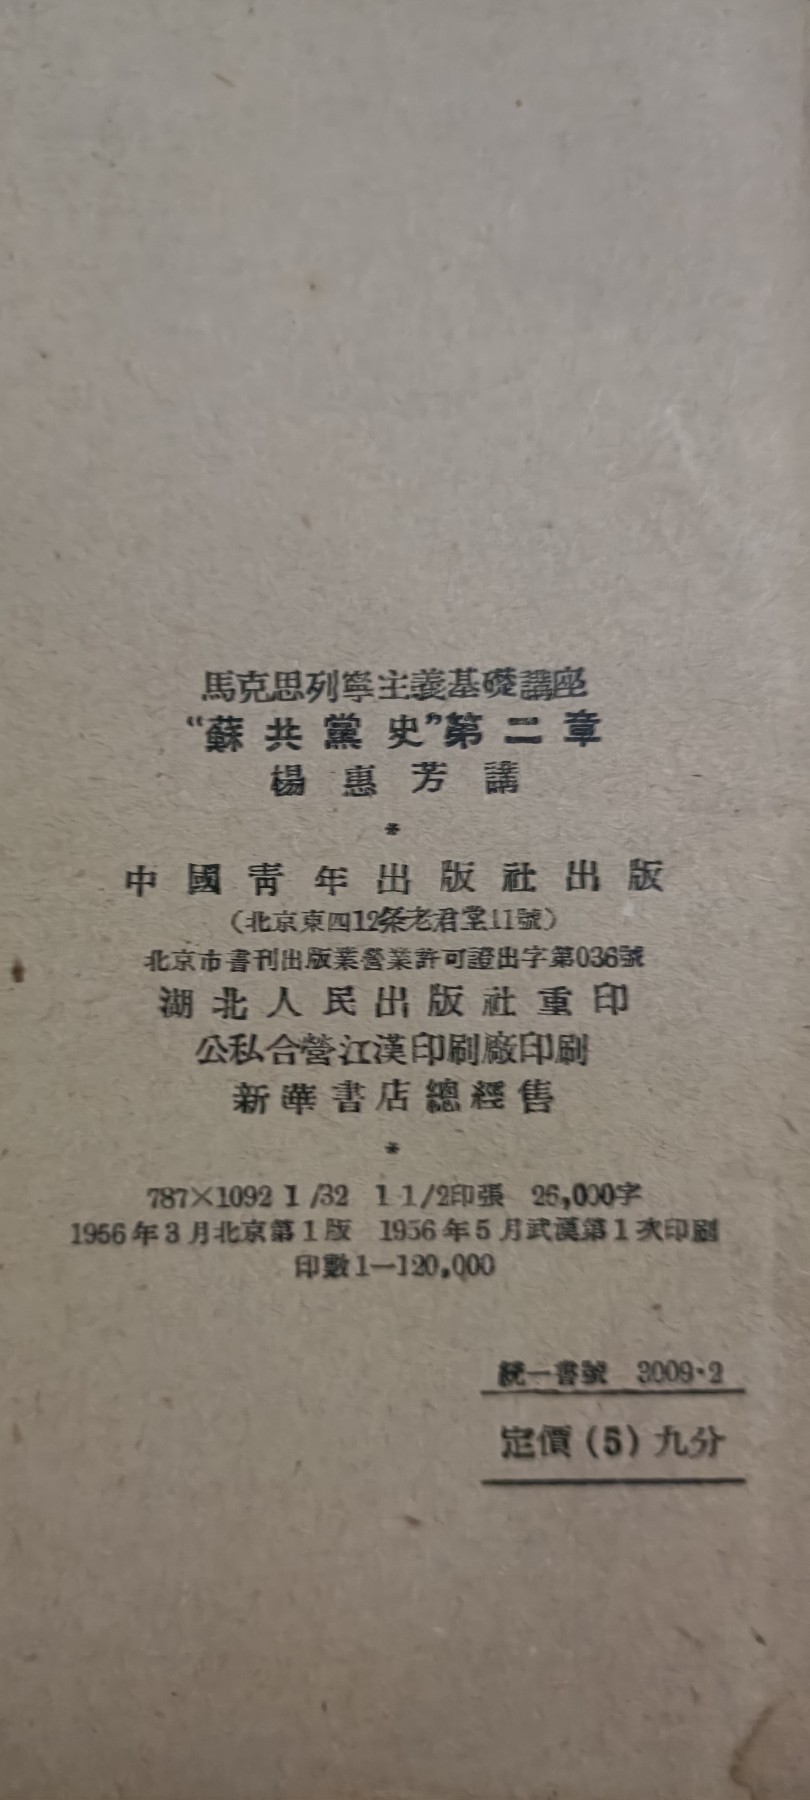 馬克思列寧主義基礎講座
“蘇共黨史”第二章
楊惠芳講
*
中國青年出版社出版
（北京東四12条老君堂11號）
北京市書刊出版業營業許可證出字第036號
湖北人民出版社重印
公私合營江漢印刷廠印刷
新華書店總經售
*
787×1092 1/32 1 1/2印張 26,000字
1956年3月北京第1版 1956年5月武漢第1次印刷
印數1—120,000
統一書號 3009·2
定價(5)九分